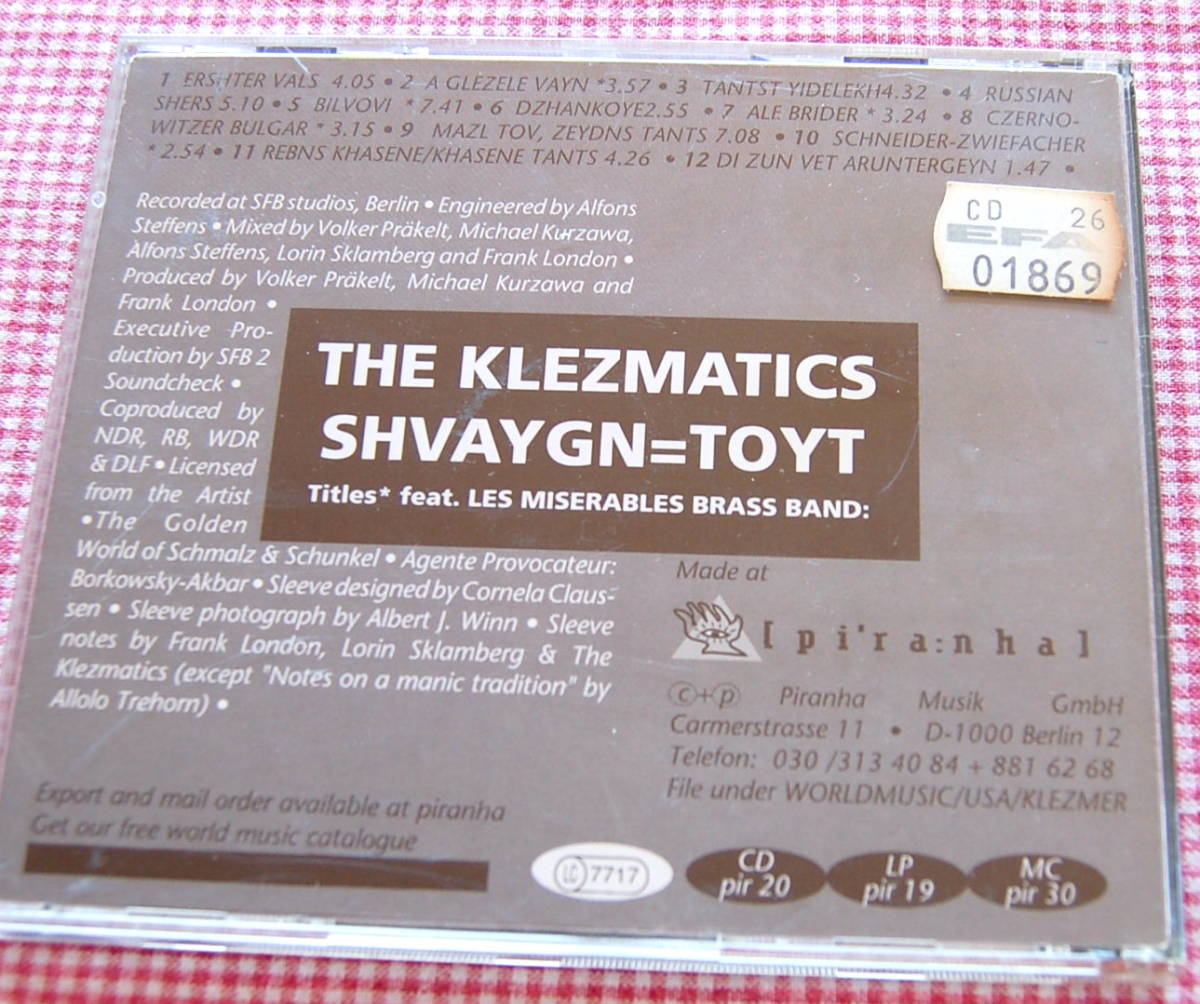 1 ERSHTER VALS 4.05 • 2 A GLEZELE VAYN *3.57 • 3 TANTST YIDELEKH4.32 • 4 RUSSIAN
SHERS 5.10 • 5 BILVOVI *7.41 • 6 DZHANKOYE2.55 • 7 ALE BRIDER * 3.24 • 8 CZERNO-
WITZER BULGAR * 3.15 • 9 MAZL TOV, ZEYDNS TANTS 7.08 • 10 SCHNEIDER-ZWIEFACHER
* 2.54 • 11 REBNS KHASENE/KHASENE TANTS 4.26 • 12 DI ZUN VET ARUNTERGEYN 1.47 •
CD 26
EFA
01869
Recorded at SFB studios, Berlin • Engineered by Alfons
Steffens • Mixed by Volker Präkelt, Michael Kurzawa,
Alfons Steffens, Lorin Sklamberg and Frank London •
Produced by Volker Präkelt, Michael Kurzawa and
Frank London •
Executive Pro-
duction by SFB 2
Soundcheck •
Coproduced by
NDR, RB, WDR
& DLF • Licensed
from the Artist
•The Golden
World of Schmalz & Schunkel • Agente Provocateur:
Borkowsky-Akbar • Sleeve designed by Cornela Claus-
sen • Sleeve photograph by Albert J. Winn • Sleeve
notes by Frank London, Lorin Sklamberg & The
Klezmatics (except "Notes on a manic tradition" by
Allolo Trehorn) •
THE KLEZMATICS
SHVAYGN=TOYT
Titles* feat. LES MISERABLES BRASS BAND:
Made at
[ p i ' r a : n h a ]
c+p Piranha Musik GmbH
Carmerstrasse 11 • D-1000 Berlin 12
Telefon: 030 /313 40 84 + 881 62 68
File under WORLDMUSIC/USA/KLEZMER
Export and mail order available at piranha
Get our free world music catalogue
LC 7717
CD
pir 20
LP
pir 19
MC
pir 30